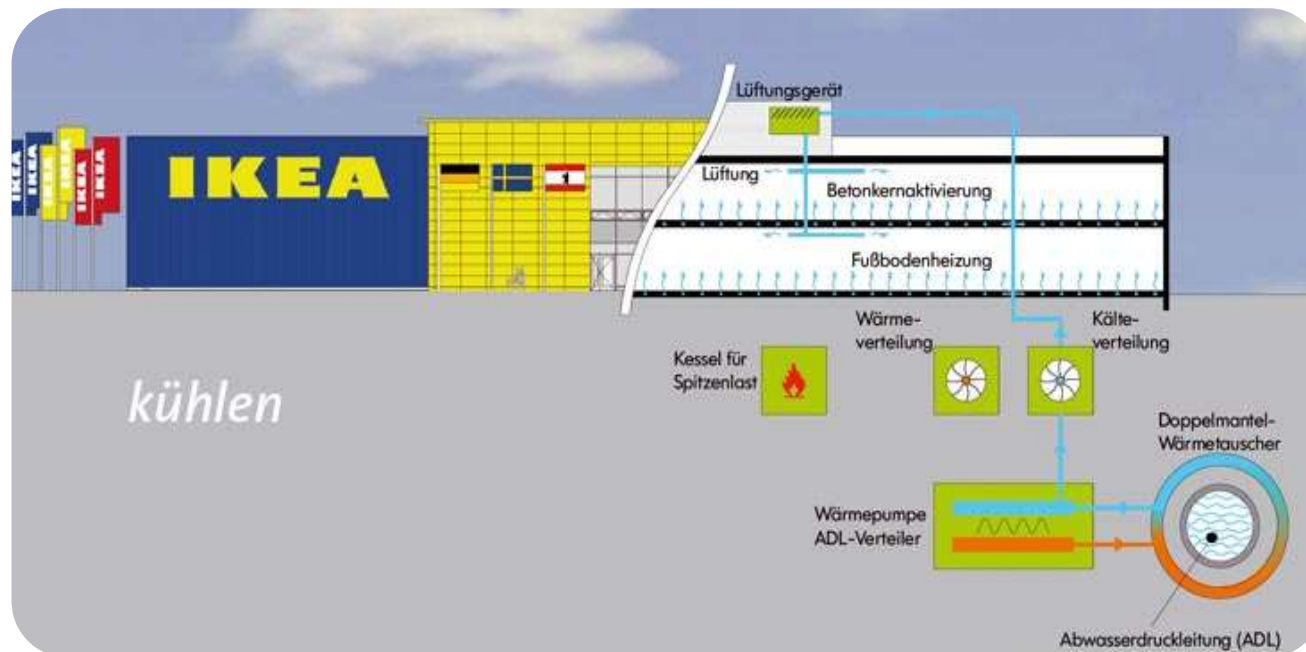 IKEA
IKEA
IKEA
IKEA
IKEA
IKEA
IKEA
Lüftungsgerät
Lüftung
Betonkernaktivierung
Fußbodenheizung
Wärme-
verteilung
Kälte-
verteilung
Kessel für
Spitzenlast
kühlen
Doppelmantel-
Wärmetauscher
Wärmepumpe
ADL-Verteiler
Abwasserdruckleitung (ADL)